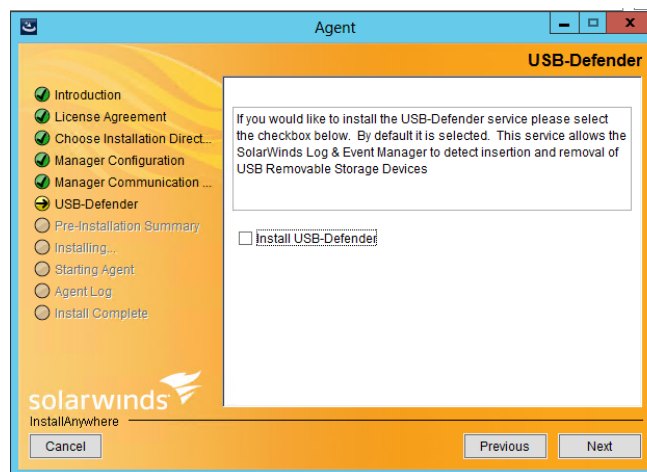 Agent
USB-Defender
Introduction
License Agreement
Choose Installation Direct...
Manager Configuration
Manager Communication ...
USB-Defender
Pre-Installation Summary
Installing...
Starting Agent
Agent Log
Install Complete
If you would like to install the USB-Defender service please select
the checkbox below. By default it is selected. This service allows the
SolarWinds Log & Event Manager to detect insertion and removal of
USB Removable Storage Devices
Install USB-Defender
solarwinds
InstallAnywhere
Cancel
Previous
Next